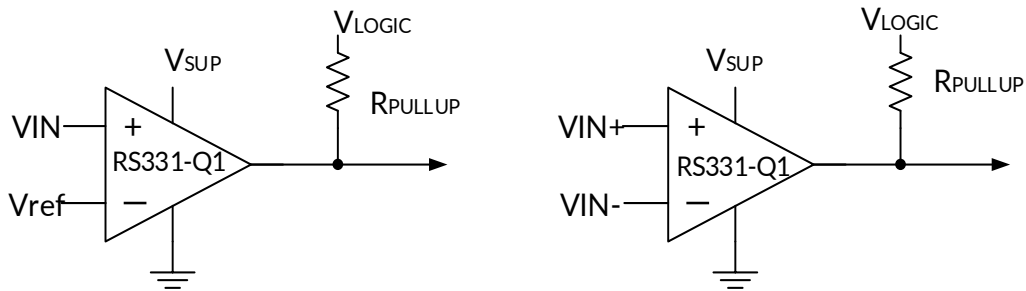 VLOGIC
VSUP
RPULLUP
VIN
+
RS331-Q1
Vref
−
VLOGIC
VSUP
RPULLUP
VIN+
+
RS331-Q1
VIN-
−